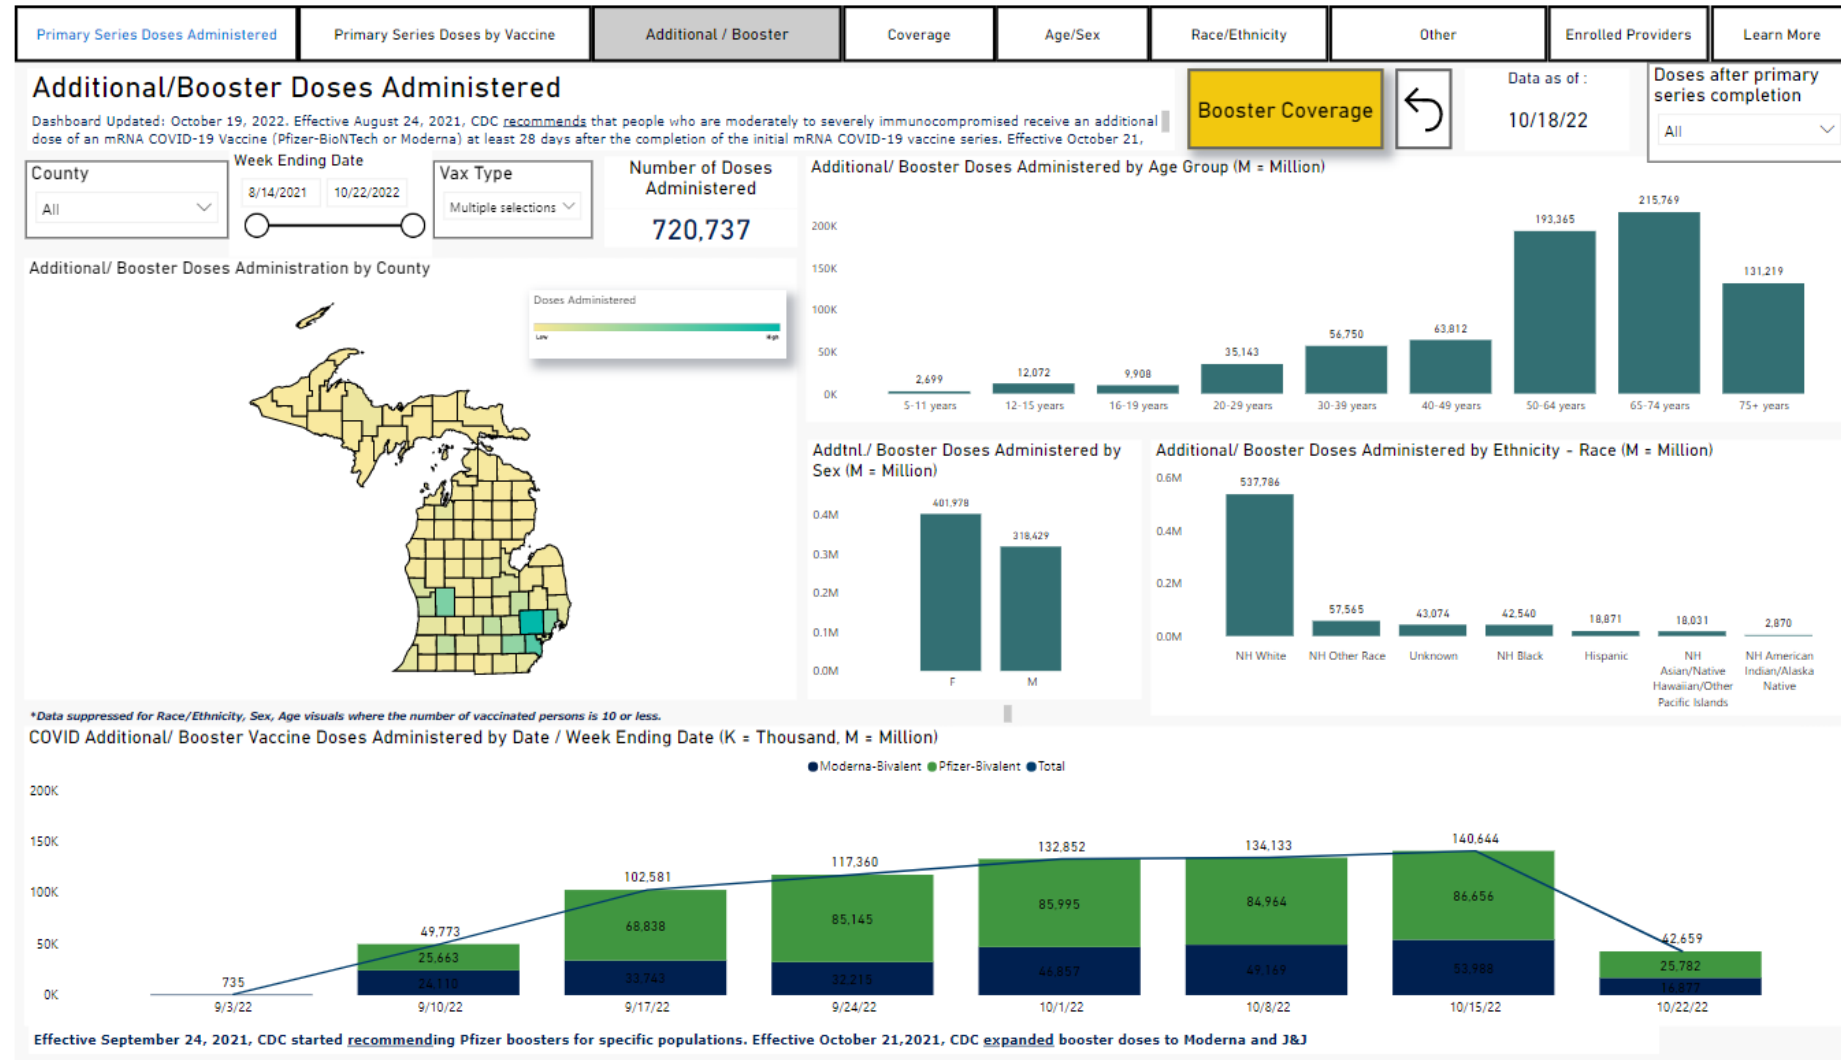 Primary Series Doses Administered
Primary Series Doses by Vaccine
Additional / Booster
Coverage
Age/Sex
Race/Ethnicity
Other
Enrolled Providers
Learn More
Additional/Booster Doses Administered
Dashboard Updated: October 19, 2022. Effective August 24, 2021, CDC recommends that people who are moderately to severely immunocompromised receive an additional
dose of an mRNA COVID-19 Vaccine (Pfizer-BioNTech or Moderna) at least 28 days after the completion of the initial mRNA COVID-19 vaccine series. Effective October 21,
Booster Coverage
Data as of :
10/18/22
Doses after primary
series completion
All
County
All
Week Ending Date
8/14/2021
10/22/2022
Vax Type
Multiple selections
Number of Doses
Administered
720,737
Additional/ Booster Doses Administered by Age Group (M = Million)
200K
150K
100K
50K
0K
2,699
12,072
9,908
35,143
56,750
63,812
193,365
215,769
131,219
5-11 years
12-15 years
16-19 years
20-29 years
30-39 years
40-49 years
50-64 years
65-74 years
75+ years
Additional/ Booster Doses Administration by County
Doses Administered
Low
High
Addtnl./ Booster Doses Administered by
Sex (M = Million)
0.4M
0.3M
0.2M
0.1M
0.0M
401,978
318,429
F
M
Additional/ Booster Doses Administered by Ethnicity - Race (M = Million)
0.6M
0.4M
0.2M
0.0M
537,786
57,565
43,074
42,540
18,871
18,031
2,870
NH White
NH Other Race
Unknown
NH Black
Hispanic
NH
Asian/Native
Hawaiian/Other
Pacific Islands
NH American
Indian/Alaska
Native
*Data suppressed for Race/Ethnicity, Sex, Age visuals where the number of vaccinated persons is 10 or less.
COVID Additional/ Booster Vaccine Doses Administered by Date / Week Ending Date (K = Thousand, M = Million)
Moderna-Bivalent
Pfizer-Bivalent
Total
200K
150K
100K
50K
0K
735
49,773
25,663
24,110
102,581
68,838
33,743
117,360
85,145
32,215
132,852
85,995
46,857
134,133
84,964
49,169
140,644
86,656
53,988
42,659
25,782
16,877
9/3/22
9/10/22
9/17/22
9/24/22
10/1/22
10/8/22
10/15/22
10/22/22
Effective September 24, 2021, CDC started recommending Pfizer boosters for specific populations. Effective October 21,2021, CDC expanded booster doses to Moderna and J&J